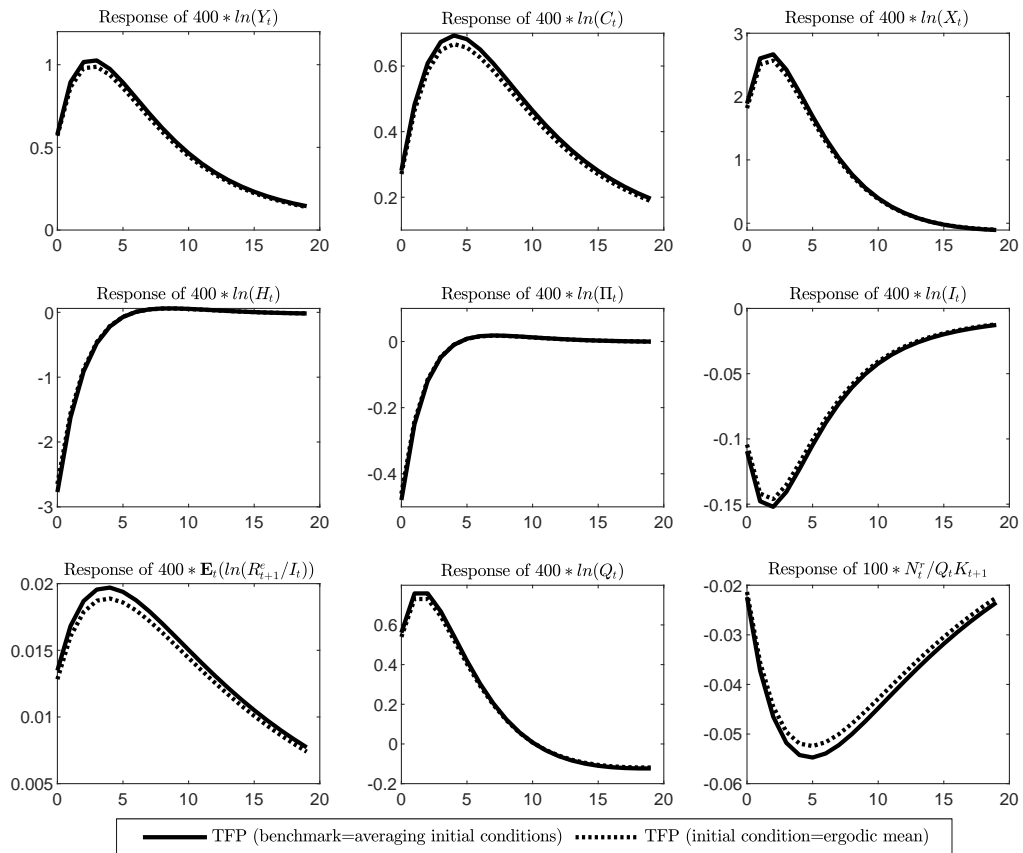 Response of 400 ∗ ln(Y_t)
1
0.5
0
0 5 10 15 20
Response of 400 ∗ ln(C_t)
0.6
0.4
0.2
0 5 10 15 20
Response of 400 ∗ ln(X_t)
3
2
1
0
0 5 10 15 20
Response of 400 ∗ ln(H_t)
0
-1
-2
-3
0 5 10 15 20
Response of 400 ∗ ln(Π_t)
0
-0.2
-0.4
0 5 10 15 20
Response of 400 ∗ ln(I_t)
0
-0.05
-0.1
-0.15
0 5 10 15 20
Response of 400 ∗ E_t(ln(R^e_{t+1}/I_t))
0.02
0.015
0.01
0.005
0 5 10 15 20
Response of 400 ∗ ln(Q_t)
0.6
0.4
0.2
0
-0.2
0 5 10 15 20
Response of 100 ∗ N^r_t/Q_tK_{t+1}
-0.02
-0.03
-0.04
-0.05
-0.06
0 5 10 15 20
TFP (benchmark=averaging initial conditions) TFP (initial condition=ergodic mean)